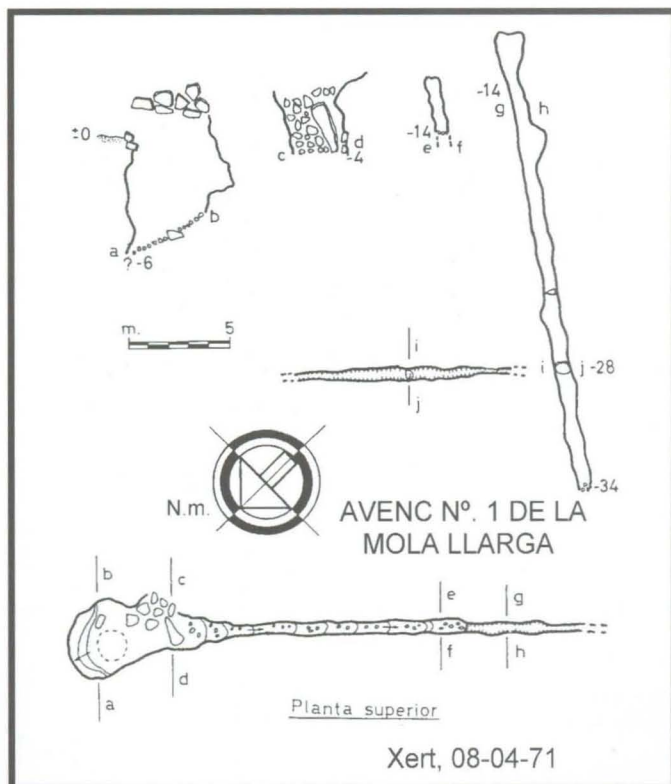 ±0
a
b
? -6
c
d
-4
-14
e f
-14
g
h
i j -28
-34
m. 5
i
j
N.m.
AVENC Nº. 1 DE LA
MOLA LLARGA
b c e g
a d f h
Planta superior
Xert, 08-04-71